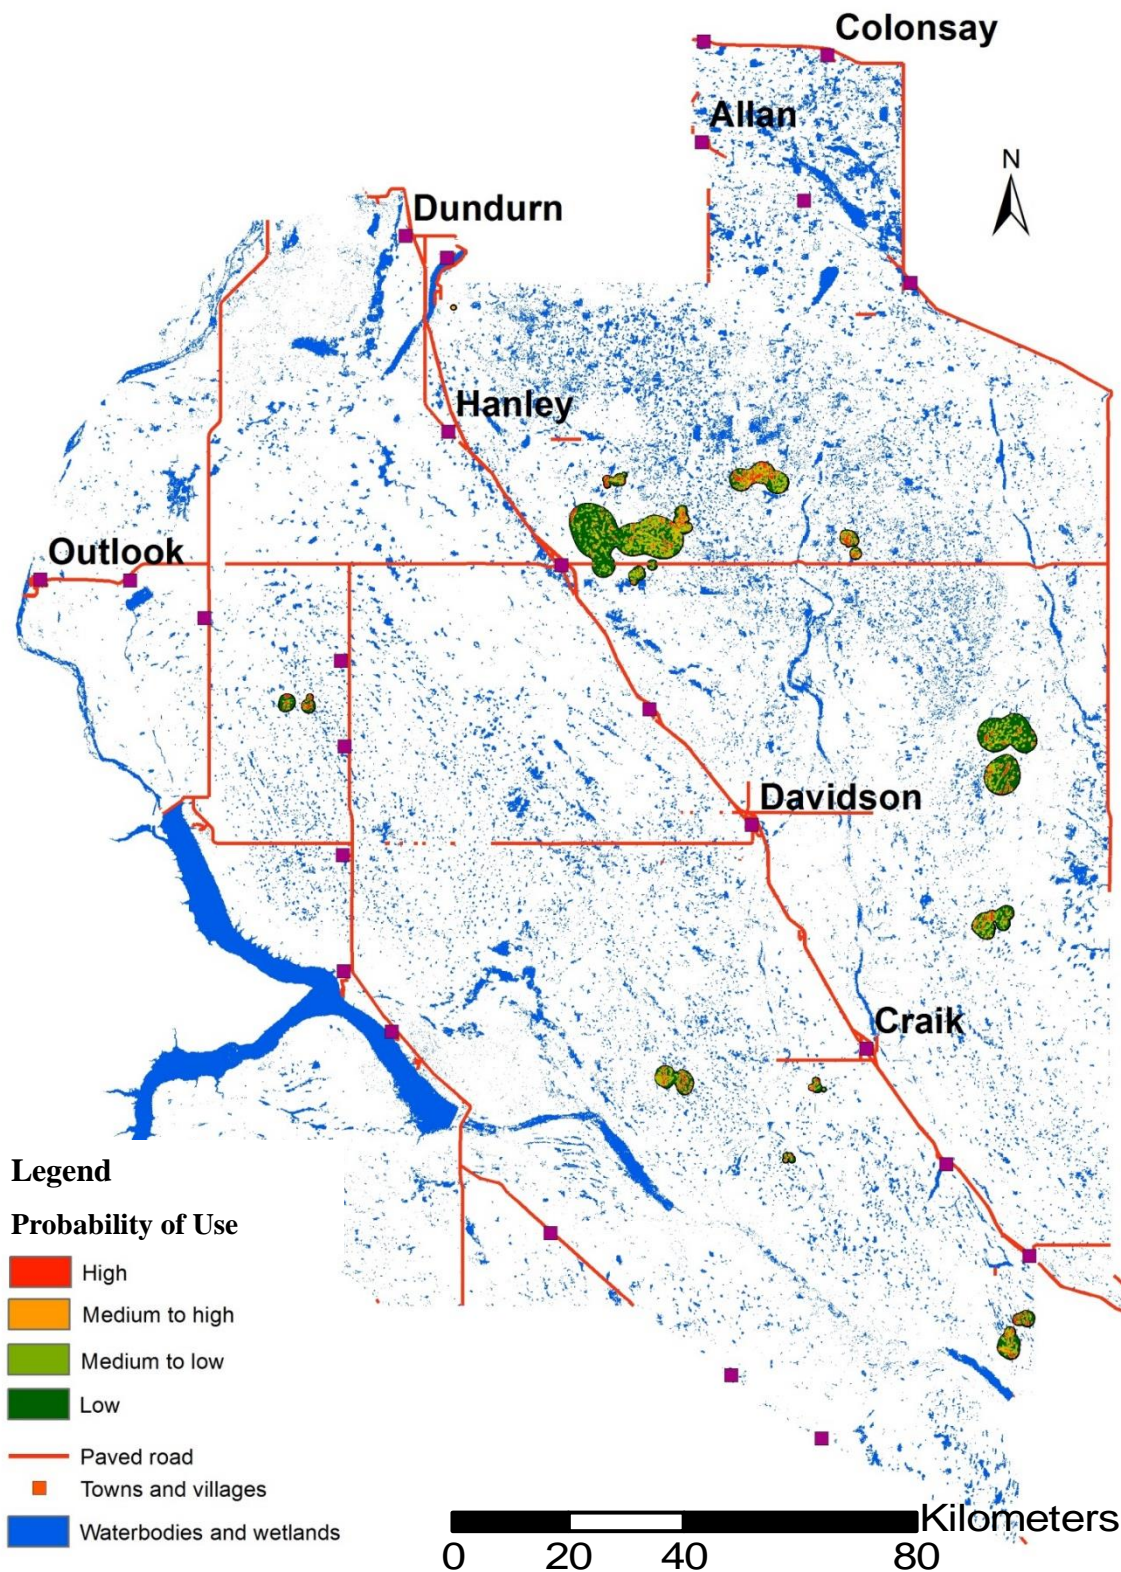 Colonsay
Allan
N
Dundurn
Hanley
Outlook
Davidson
Craik
Legend
Probability of Use
High
Medium to high
Medium to low
Low
Paved road
Towns and villages
Waterbodies and wetlands
Kilometers
0 20 40 80